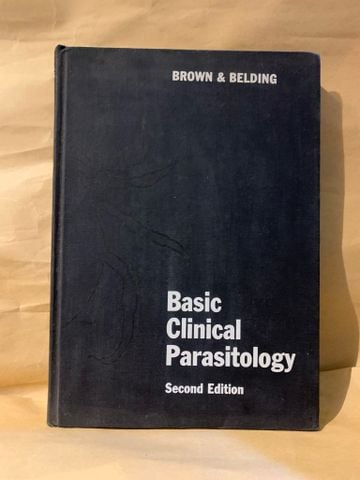 BROWN & BELDING
Basic
Clinical
Parasitology
Second Edition